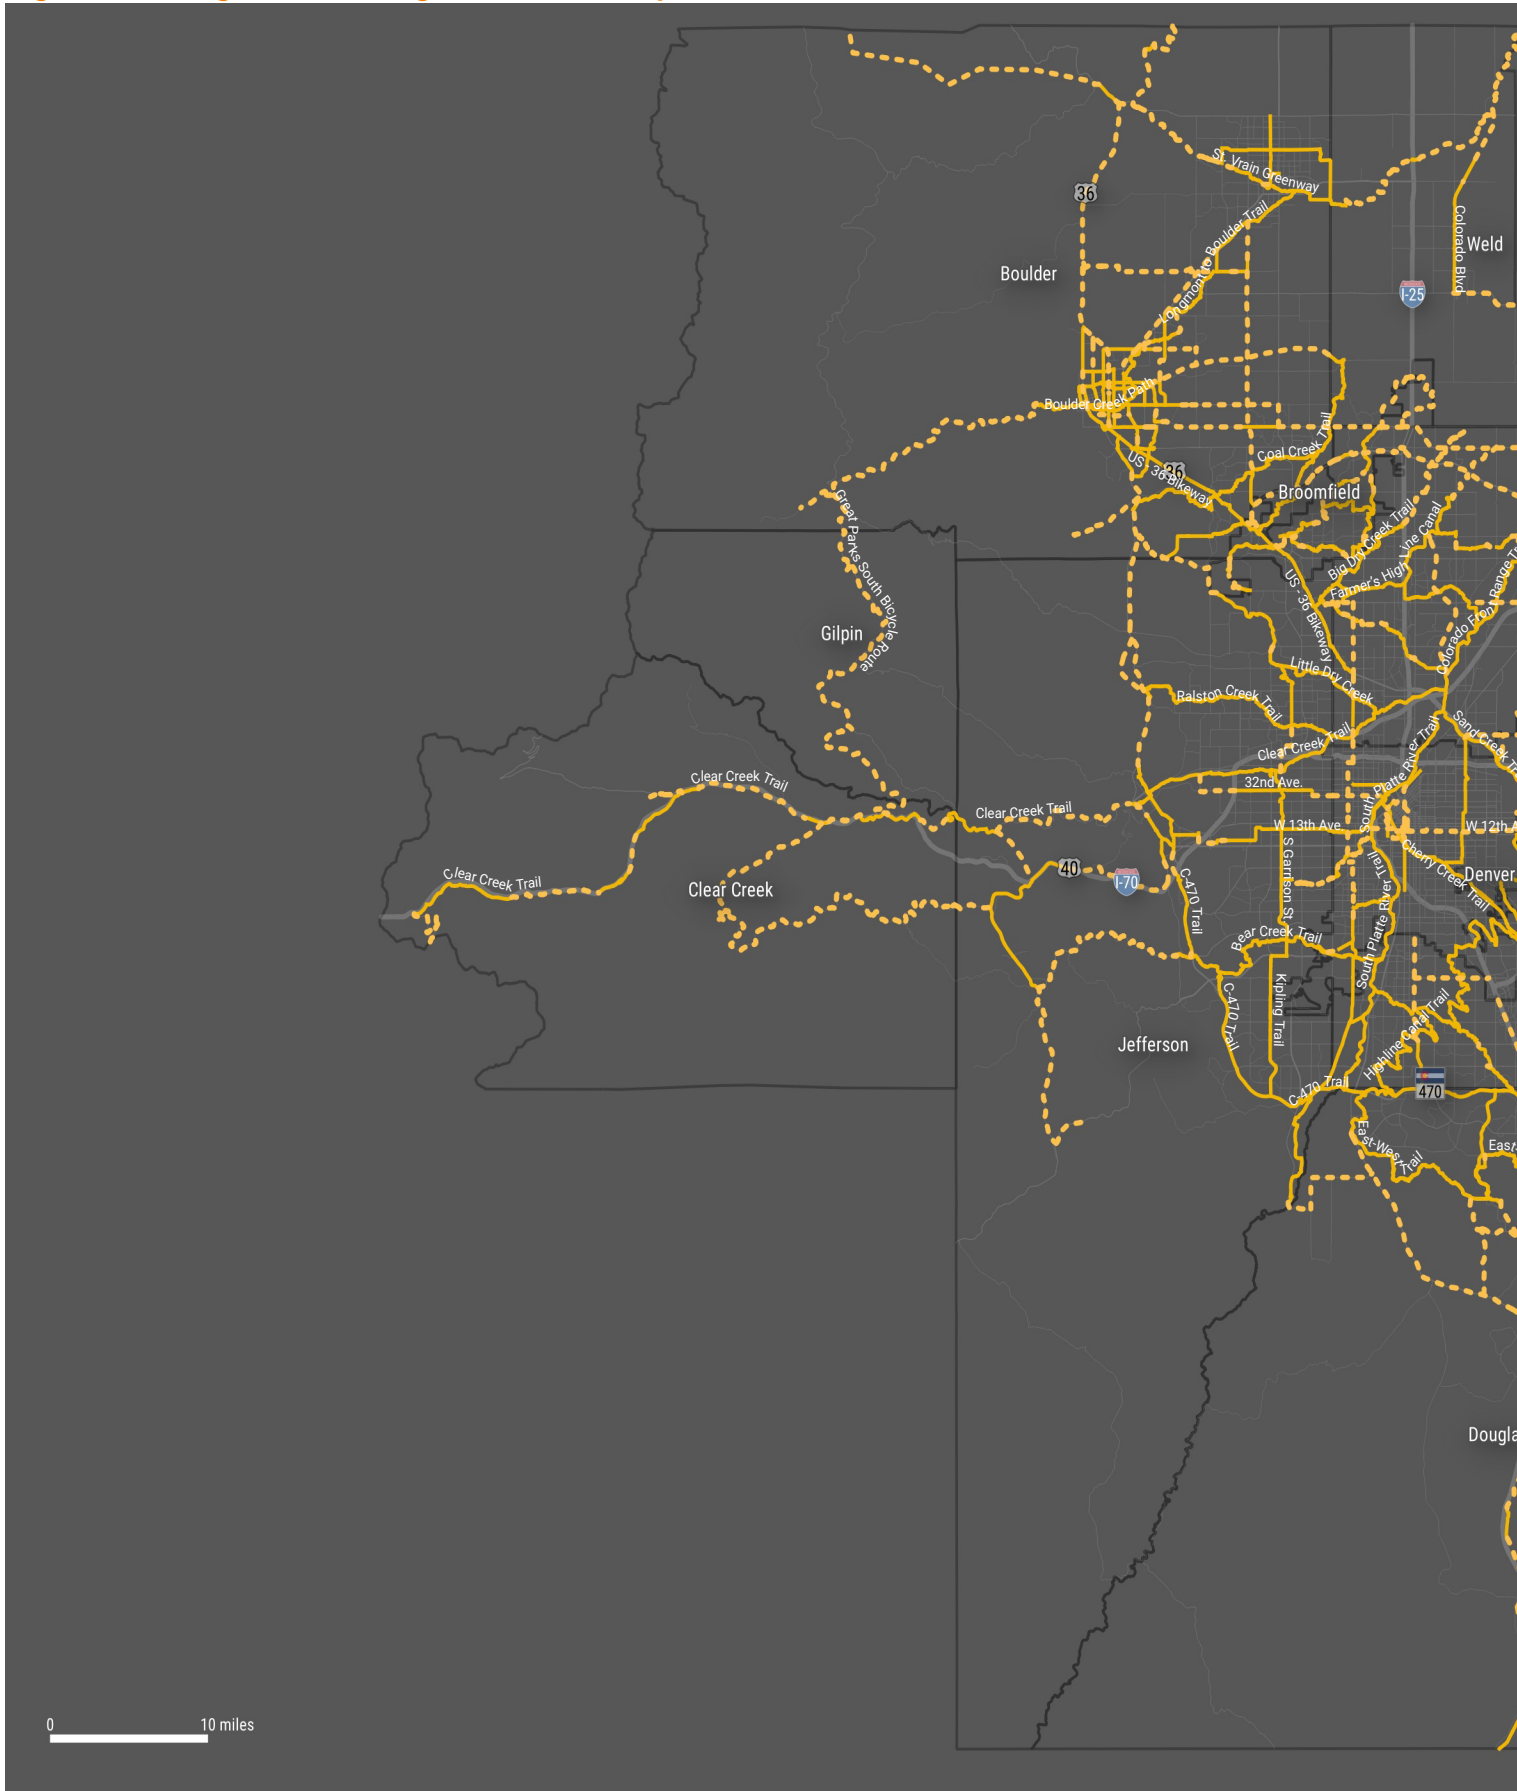 St. Vrain Greenway
36
Longmont to Boulder Trail
Colorado Blvd
Weld
Boulder
I-25
Boulder Creek Path
Coal Creek Trail
US - 36 Bikeway
36
Broomfield
Great Parks South Bicycle Route
Big Dry Creek Trail
Farmer's High Line Canal
US - 36 Bikeway
Colorado Front Range Tr
Gilpin
Little Dry Creek
Ralston Creek Trail
Clear Creek Trail
Sand Creek Tr
South Platte River Trail
Clear Creek Trail
32nd Ave.
Clear Creek Trail
W 13th Ave.
W 12th A
Cherry Creek Trail
40
I-70
Denver
Clear Creek Trail
Clear Creek
S Garrison St
C-470 Trail
South Platte River Trail
Bear Creek Trail
Kipling Trail
C-470 Trail
Highline Canal Trail
Jefferson
C-470 Trail
470
East-West Trail
East
Dougla
0
10 miles